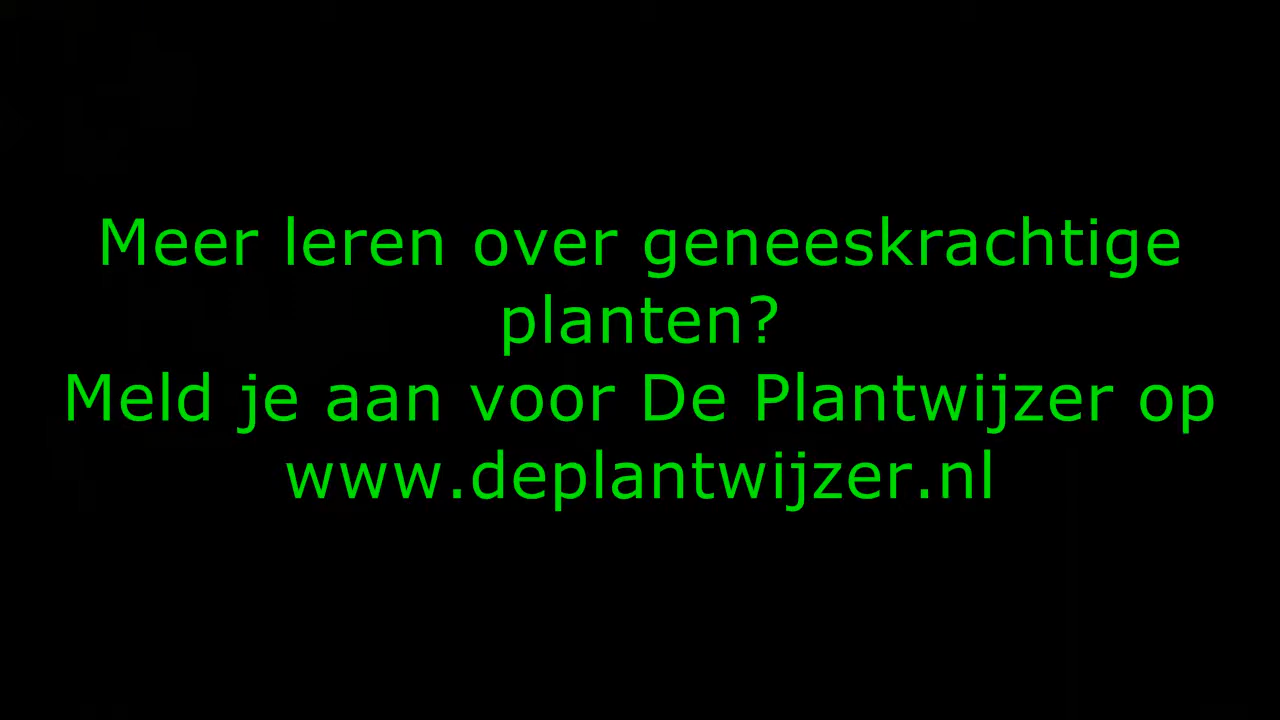 Meer leren over geneeskrachtige
planten?
Meld je aan voor De Plantwijzer op
www.deplantwijzer.nl